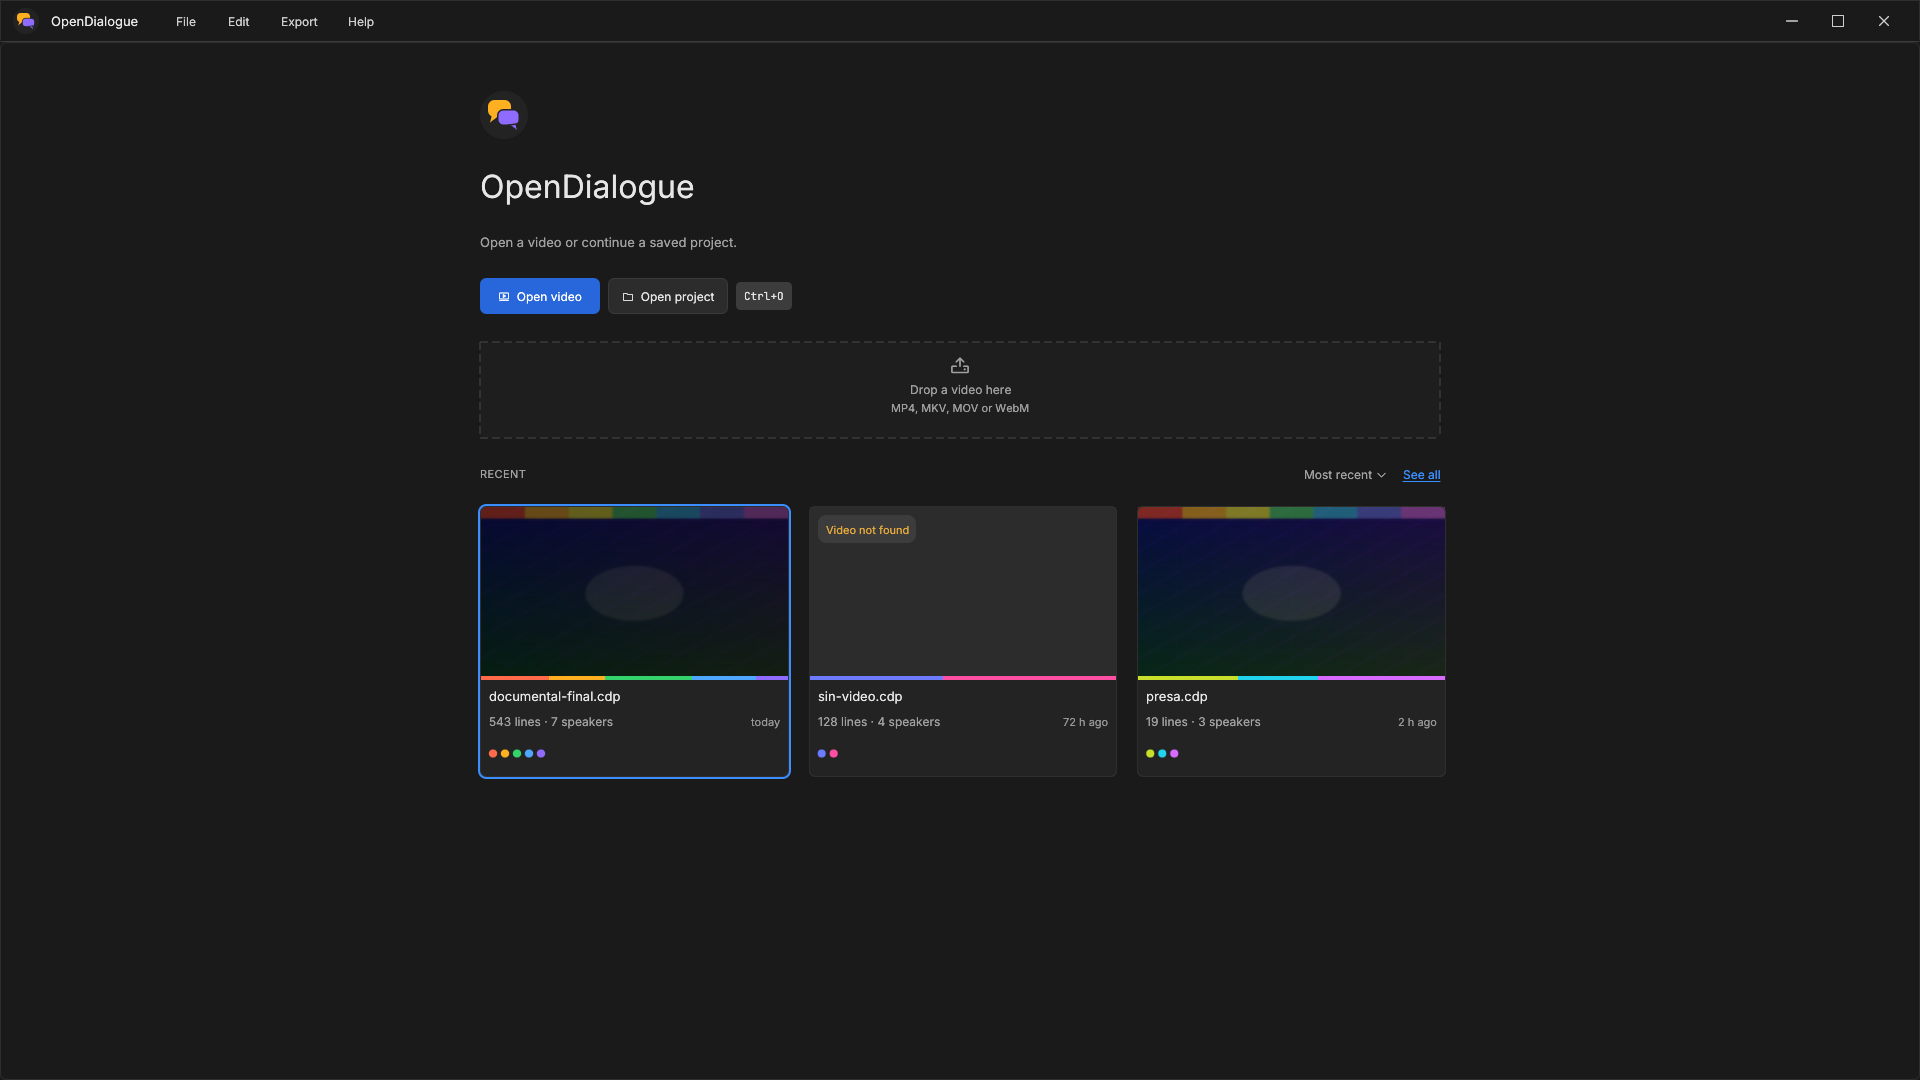 OpenDialogue File Edit Export Help
OpenDialogue
Open a video or continue a saved project.
Open video Open project Ctrl+O
Drop a video here
MP4, MKV, MOV or WebM
RECENT Most recent See all
Video not found
documental-final.cdp
543 lines · 7 speakers today
sin-video.cdp
128 lines · 4 speakers 72 h ago
presa.cdp
19 lines · 3 speakers 2 h ago